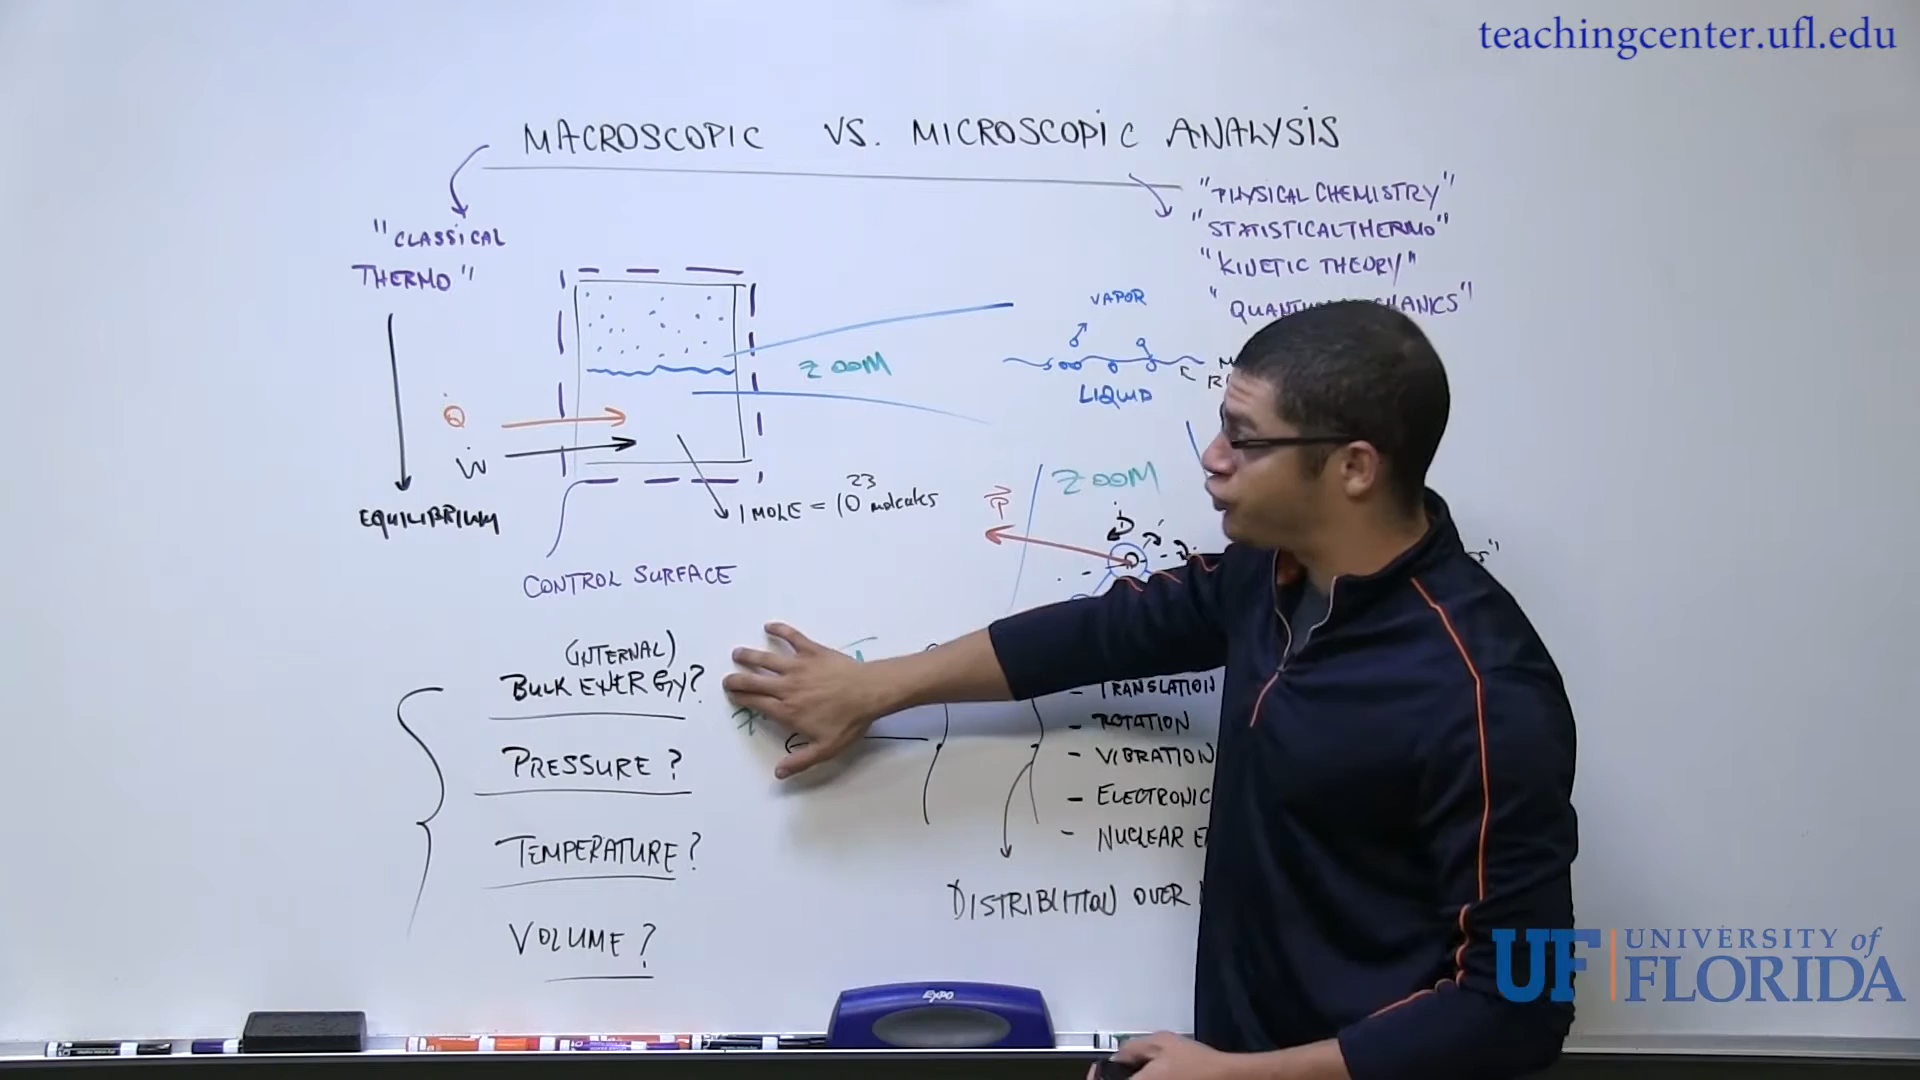 teachingcenter.ufl.edu
MACROSCOPIC VS. MICROSCOPIC ANALYSIS
"CLASSICAL
THERMO"
EQUILIBRIUM
Q̇
Ẇ
ZOOM
1 MOLE = 10²³ molecules
CONTROL SURFACE
(INTERNAL)
BULK ENERGY?
PRESSURE?
TEMPERATURE?
VOLUME?
"PHYSICAL CHEMISTRY"
"STATISTICAL THERMO"
"KINETIC THEORY"
VAPOR
LIQUID
ZOOM
- TRANSLATION
- ROTATION
- VIBRATION
- ELECTRONIC
- NUCLEAR
DISTRIBUTION OVER
EXPO
UF UNIVERSITY of
FLORIDA